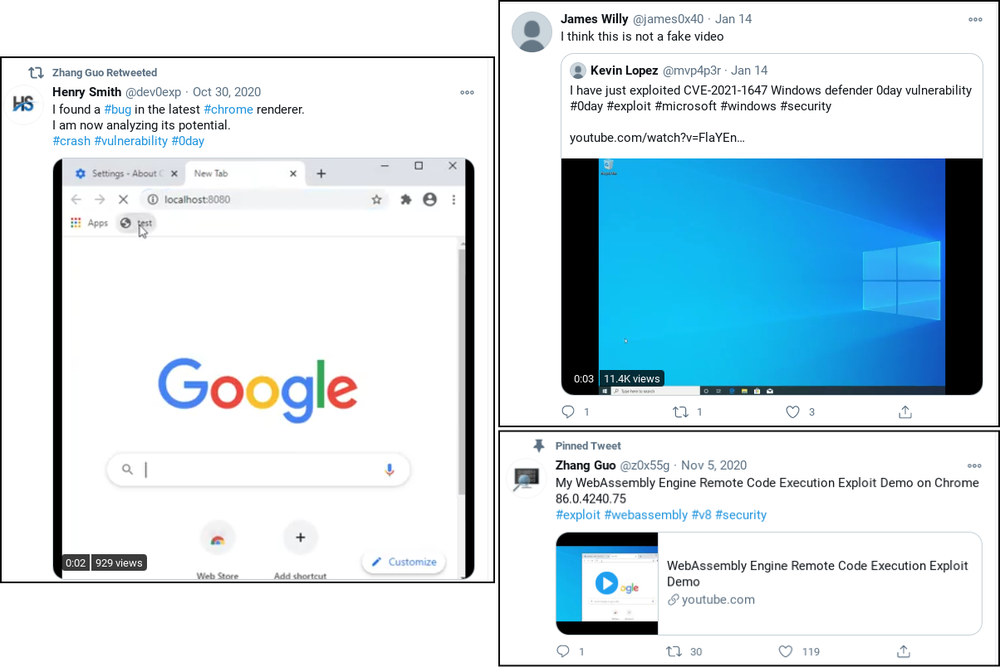 Zhang Guo Retweeted
HS
Henry Smith @dev0exp · Oct 30, 2020
I found a #bug in the latest #chrome renderer.
I am now analyzing its potential.
#crash #vulnerability #0day
Settings - About C
New Tab
localhost:8080
Apps test
Google
Web Store
Add shortcut
Customize
0:02 929 views
James Willy @james0x40 · Jan 14
I think this is not a fake video
Kevin Lopez @mvp4p3r · Jan 14
I have just exploited CVE-2021-1647 Windows defender 0day vulnerability
#0day #exploit #microsoft #windows #security
youtube.com/watch?v=FlaYEn...
0:03 11.4K views
Type here to search
1 1 3
Pinned Tweet
Zhang Guo @z0x55g · Nov 5, 2020
My WebAssembly Engine Remote Code Execution Exploit Demo on Chrome
86.0.4240.75
#exploit #webassembly #v8 #security
ogle
WebAssembly Engine Remote Code Execution Exploit
Demo
youtube.com
1 30 119